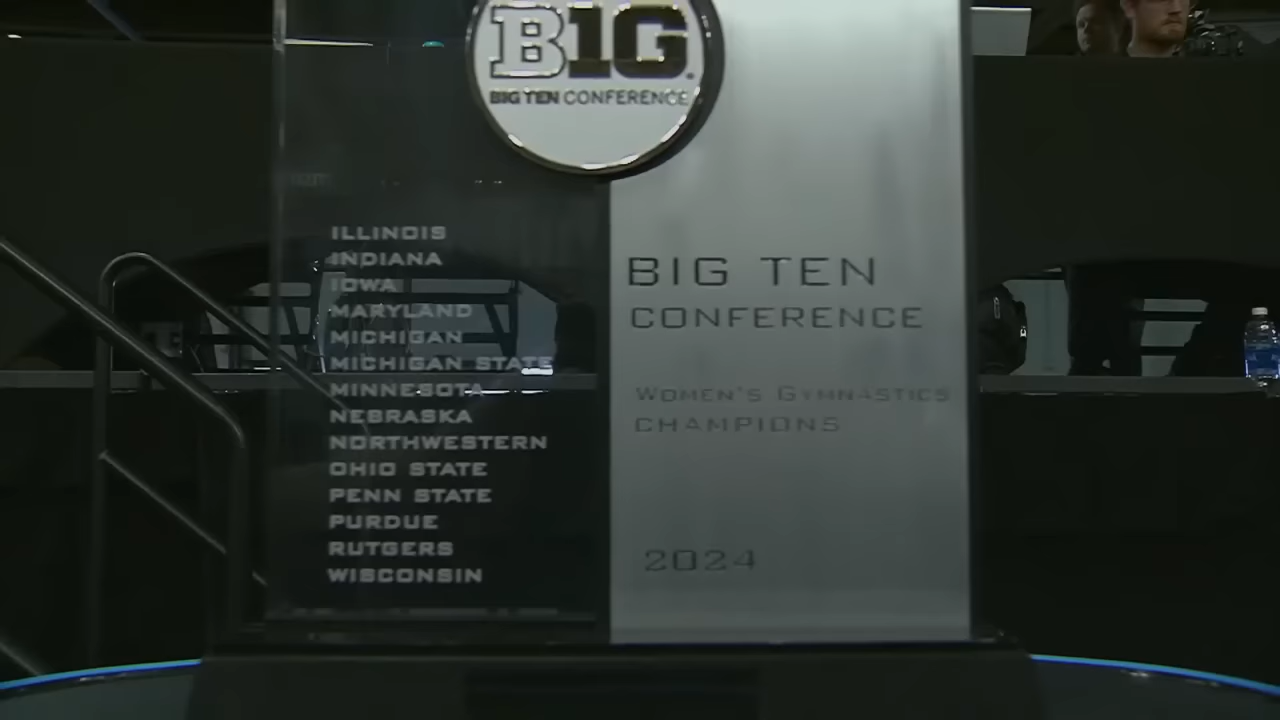 B1G
BIG TEN CONFERENCE
ILLINOIS
INDIANA
IOWA
MARYLAND
MICHIGAN
MICHIGAN STATE
MINNESOTA
NEBRASKA
NORTHWESTERN
OHIO STATE
PENN STATE
PURDUE
RUTGERS
WISCONSIN
BIG TEN
CONFERENCE
WOMEN'S GYMNASTICS
CHAMPIONS
2024